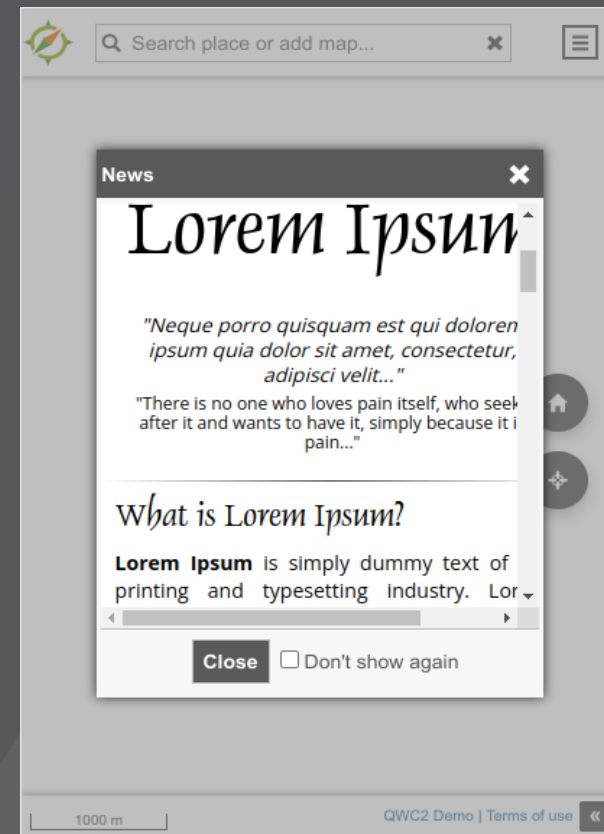 Search place or add map...
News
Lorem Ipsum
"Neque porro quisquam est qui dolorem
ipsum quia dolor sit amet, consectetur,
adipisci velit..."
"There is no one who loves pain itself, who seek
after it and wants to have it, simply because it i
pain..."
What is Lorem Ipsum?
Lorem Ipsum is simply dummy text of
printing and typesetting industry. Lor
Close Don't show again
1000 m QWC2 Demo | Terms of use